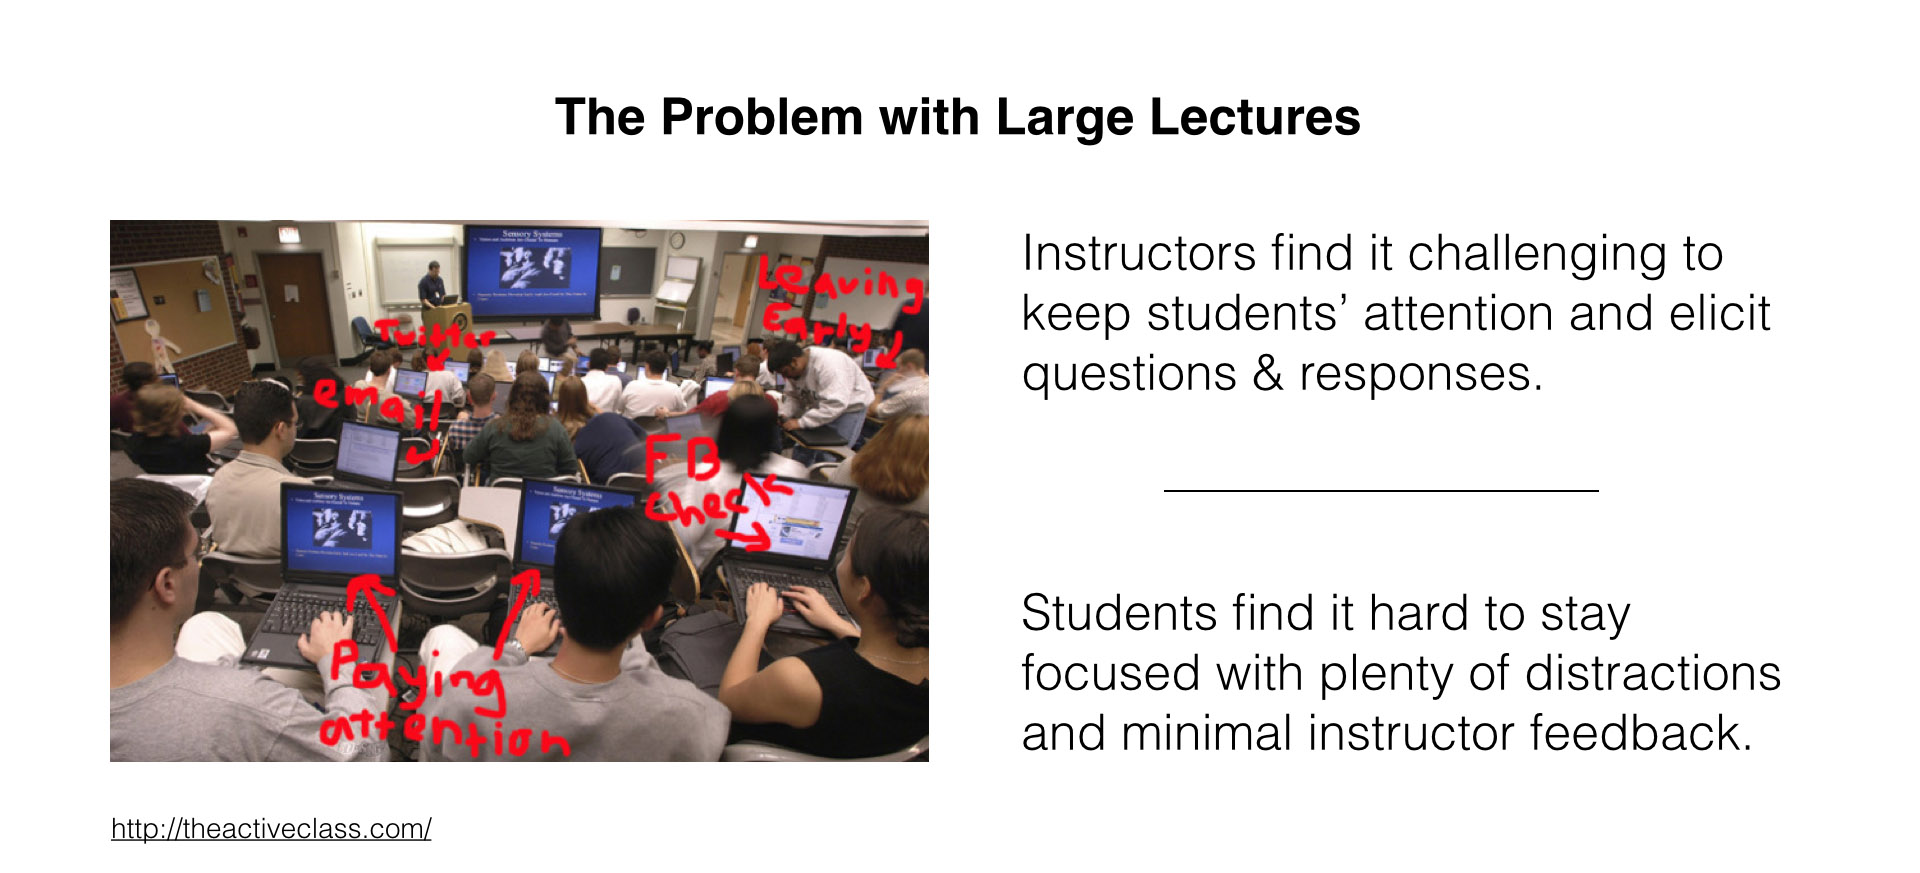 The Problem with Large Lectures
Sensory Systems
Leaving
Early
Twitter
email
FB
check
Sensory Systems
Sensory Systems
Paying
attention
Instructors find it challenging to
keep students’ attention and elicit
questions & responses.
Students find it hard to stay
focused with plenty of distractions
and minimal instructor feedback.
http://theactiveclass.com/